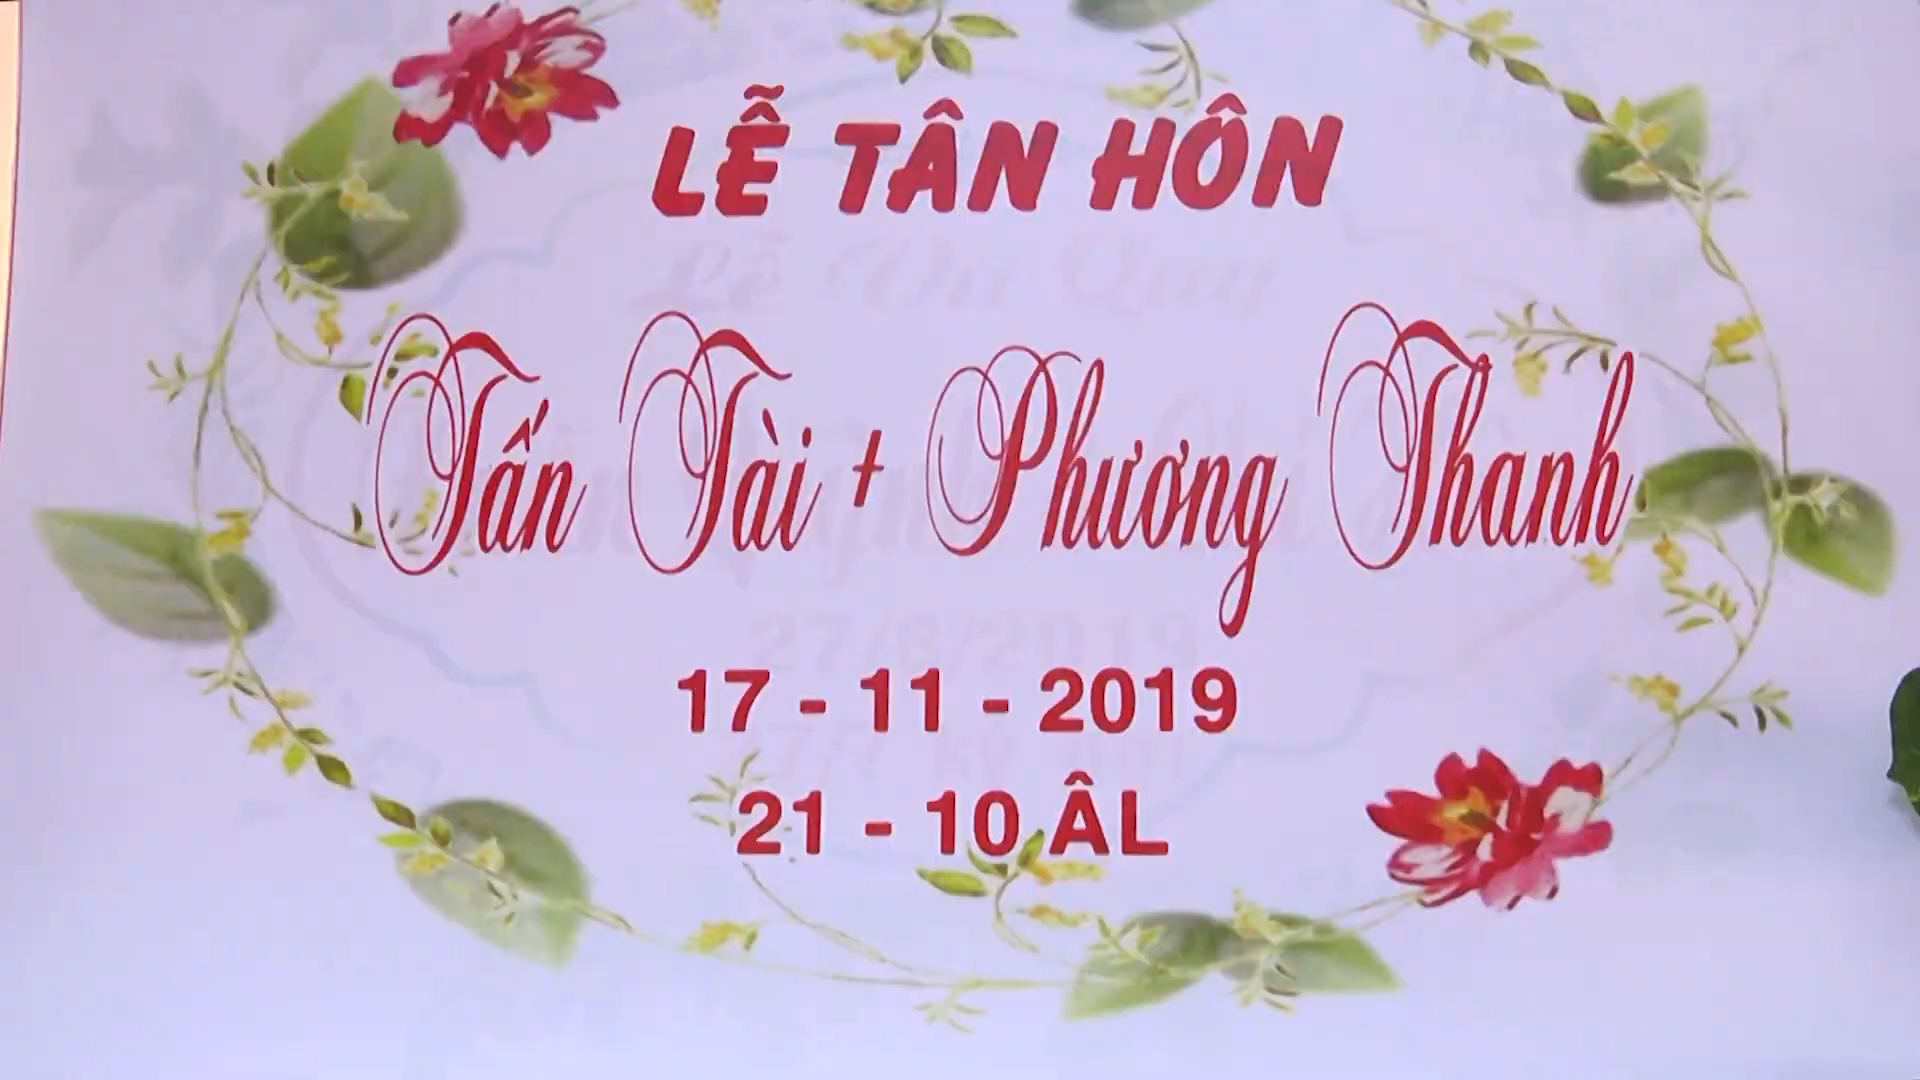 LỄ TÂN HÔN
Tấn Tài + Phương Thanh
17 - 11 - 2019
21 - 10 ÂL